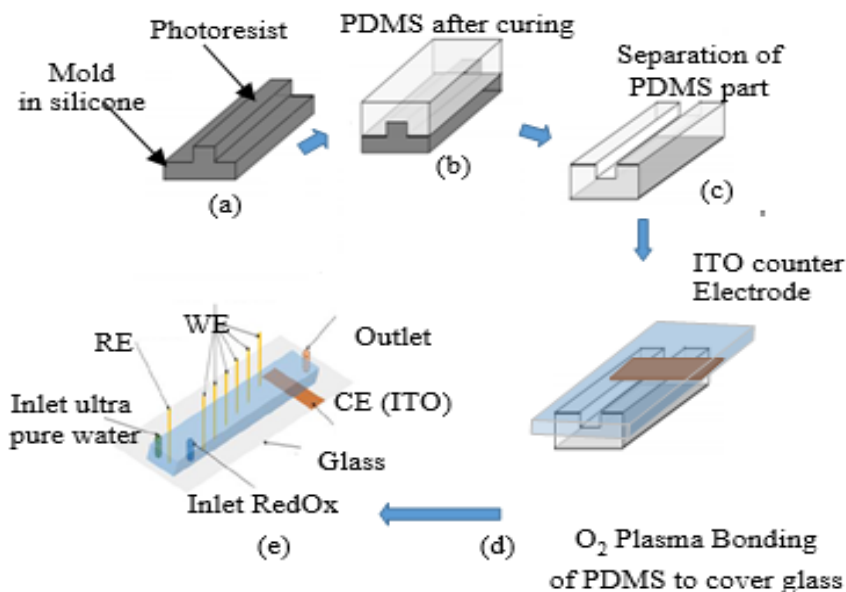 Photoresist
Mold
in silicone
(a)
PDMS after curing
(b)
Separation of
PDMS part
(c)
ITO counter
Electrode
(d)
O₂ Plasma Bonding
of PDMS to cover glass
RE
WE
Outlet
Inlet ultra
pure water
CE (ITO)
Glass
Inlet RedOx
(e)